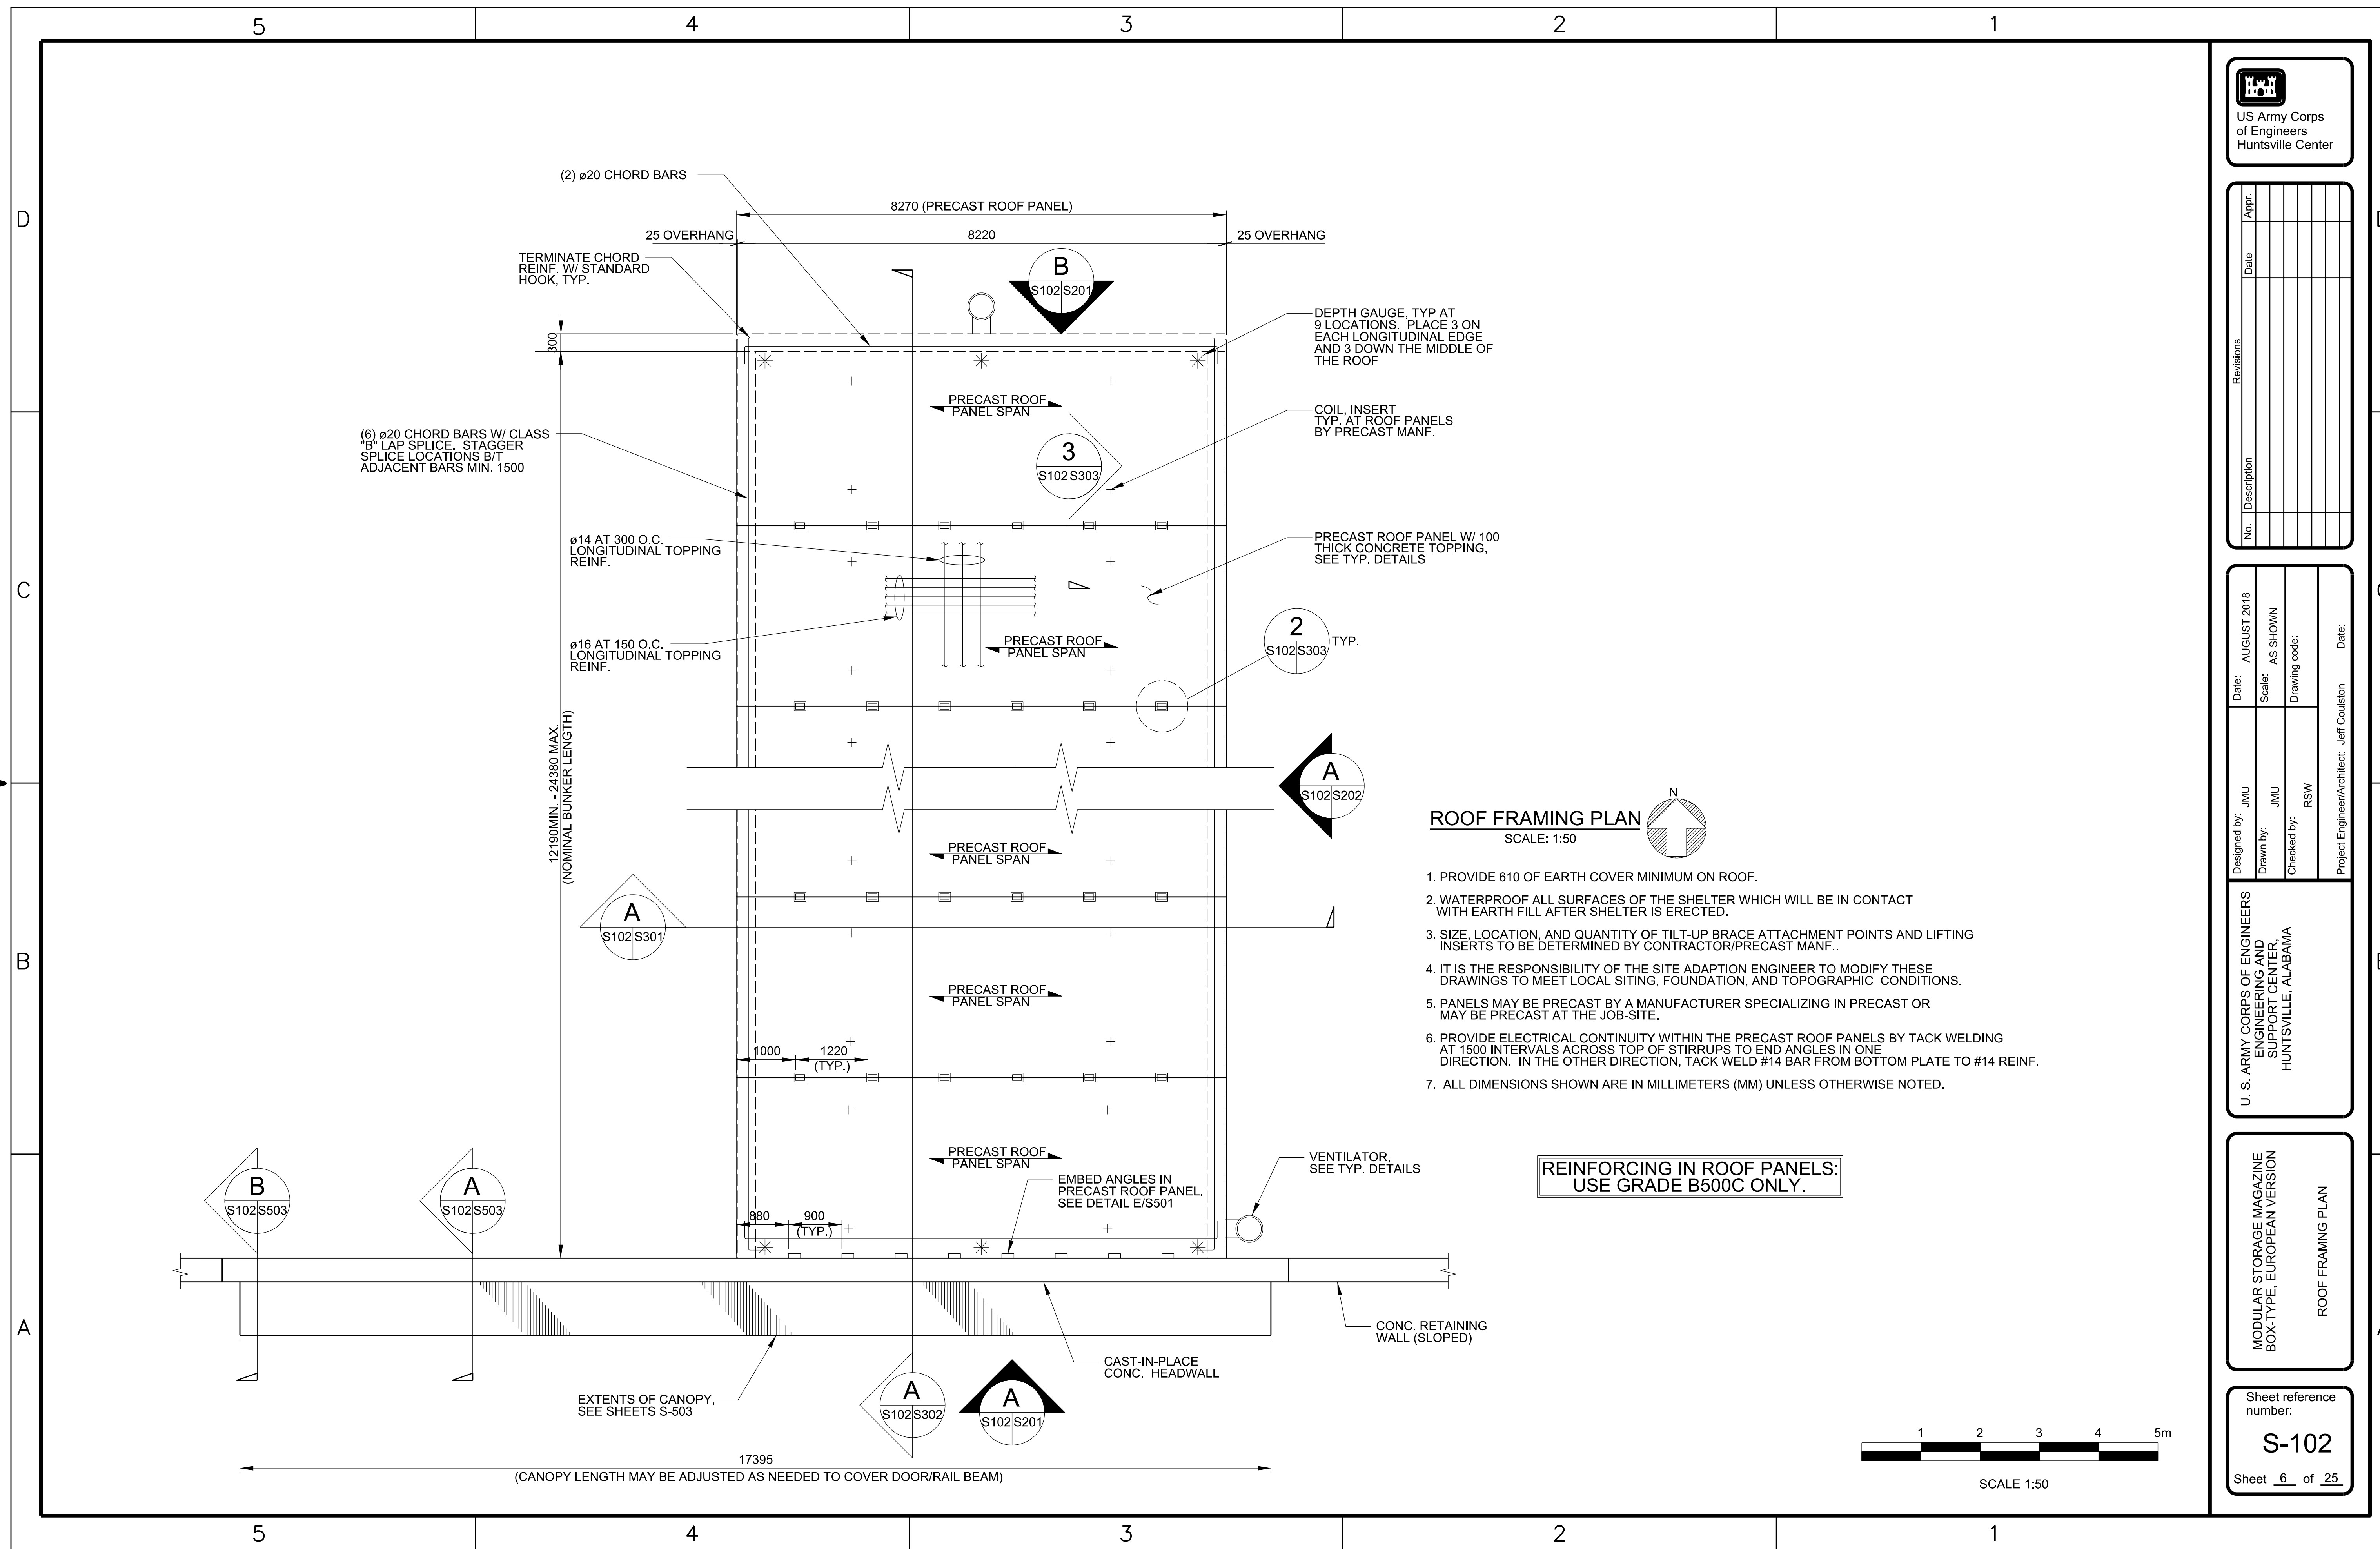 5
4
3
2
1
D
C
B
A
(2) ø20 CHORD BARS
8270 (PRECAST ROOF PANEL)
25 OVERHANG
8220
25 OVERHANG
TERMINATE CHORD
REINF. W/ STANDARD
HOOK, TYP.
B
S102 S201
300
DEPTH GAUGE, TYP AT
9 LOCATIONS. PLACE 3 ON
EACH LONGITUDINAL EDGE
AND 3 DOWN THE MIDDLE OF
THE ROOF
PRECAST ROOF
PANEL SPAN
COIL, INSERT
TYP. AT ROOF PANELS
BY PRECAST MANF.
(6) ø20 CHORD BARS W/ CLASS
"B" LAP SPLICE. STAGGER
SPLICE LOCATIONS B/T
ADJACENT BARS MIN. 1500
3
S102 S303
ø14 AT 300 O.C.
LONGITUDINAL TOPPING
REINF.
PRECAST ROOF PANEL W/ 100
THICK CONCRETE TOPPING,
SEE TYP. DETAILS
ø16 AT 150 O.C.
LONGITUDINAL TOPPING
REINF.
PRECAST ROOF
PANEL SPAN
2
S102 S303
TYP.
12190MIN. - 24380 MAX.
(NOMINAL BUNKER LENGTH)
A
S102 S202
PRECAST ROOF
PANEL SPAN
A
S102 S301
PRECAST ROOF
PANEL SPAN
1000
1220
(TYP.)
PRECAST ROOF
PANEL SPAN
EMBED ANGLES IN
PRECAST ROOF PANEL.
SEE DETAIL E/S501
VENTILATOR,
SEE TYP. DETAILS
880
900
(TYP.)
B
S102 S503
A
S102 S503
CONC. RETAINING
WALL (SLOPED)
CAST-IN-PLACE
CONC. HEADWALL
EXTENTS OF CANOPY,
SEE SHEETS S-503
A
S102 S302
A
S102 S201
17395
(CANOPY LENGTH MAY BE ADJUSTED AS NEEDED TO COVER DOOR/RAIL BEAM)
ROOF FRAMING PLAN
SCALE: 1:50
N
1. PROVIDE 610 OF EARTH COVER MINIMUM ON ROOF.
2. WATERPROOF ALL SURFACES OF THE SHELTER WHICH WILL BE IN CONTACT
WITH EARTH FILL AFTER SHELTER IS ERECTED.
3. SIZE, LOCATION, AND QUANTITY OF TILT-UP BRACE ATTACHMENT POINTS AND LIFTING
INSERTS TO BE DETERMINED BY CONTRACTOR/PRECAST MANF..
4. IT IS THE RESPONSIBILITY OF THE SITE ADAPTION ENGINEER TO MODIFY THESE
DRAWINGS TO MEET LOCAL SITING, FOUNDATION, AND TOPOGRAPHIC CONDITIONS.
5. PANELS MAY BE PRECAST BY A MANUFACTURER SPECIALIZING IN PRECAST OR
MAY BE PRECAST AT THE JOB-SITE.
6. PROVIDE ELECTRICAL CONTINUITY WITHIN THE PRECAST ROOF PANELS BY TACK WELDING
AT 1500 INTERVALS ACROSS TOP OF STIRRUPS TO END ANGLES IN ONE
DIRECTION. IN THE OTHER DIRECTION, TACK WELD #14 BAR FROM BOTTOM PLATE TO #14 REINF.
7. ALL DIMENSIONS SHOWN ARE IN MILLIMETERS (MM) UNLESS OTHERWISE NOTED.
REINFORCING IN ROOF PANELS:
USE GRADE B500C ONLY.
1 2 3 4 5m
SCALE 1:50
5
4
3
2
1
US Army Corps
of Engineers
Huntsville Center
Revisions
No. Description Date Appr.
Designed by: JMU
Date: AUGUST 2018
Drawn by: JMU
Scale: AS SHOWN
Checked by: RSW
Drawing code:
Project Engineer/Architect: Jeff Coulston Date:
U. S. ARMY CORPS OF ENGINEERS
ENGINEERING AND
SUPPORT CENTER,
HUNTSVILLE, ALABAMA
MODULAR STORAGE MAGAZINE
BOX-TYPE, EUROPEAN VERSION
ROOF FRAMNG PLAN
Sheet reference
number:
S-102
Sheet 6 of 25